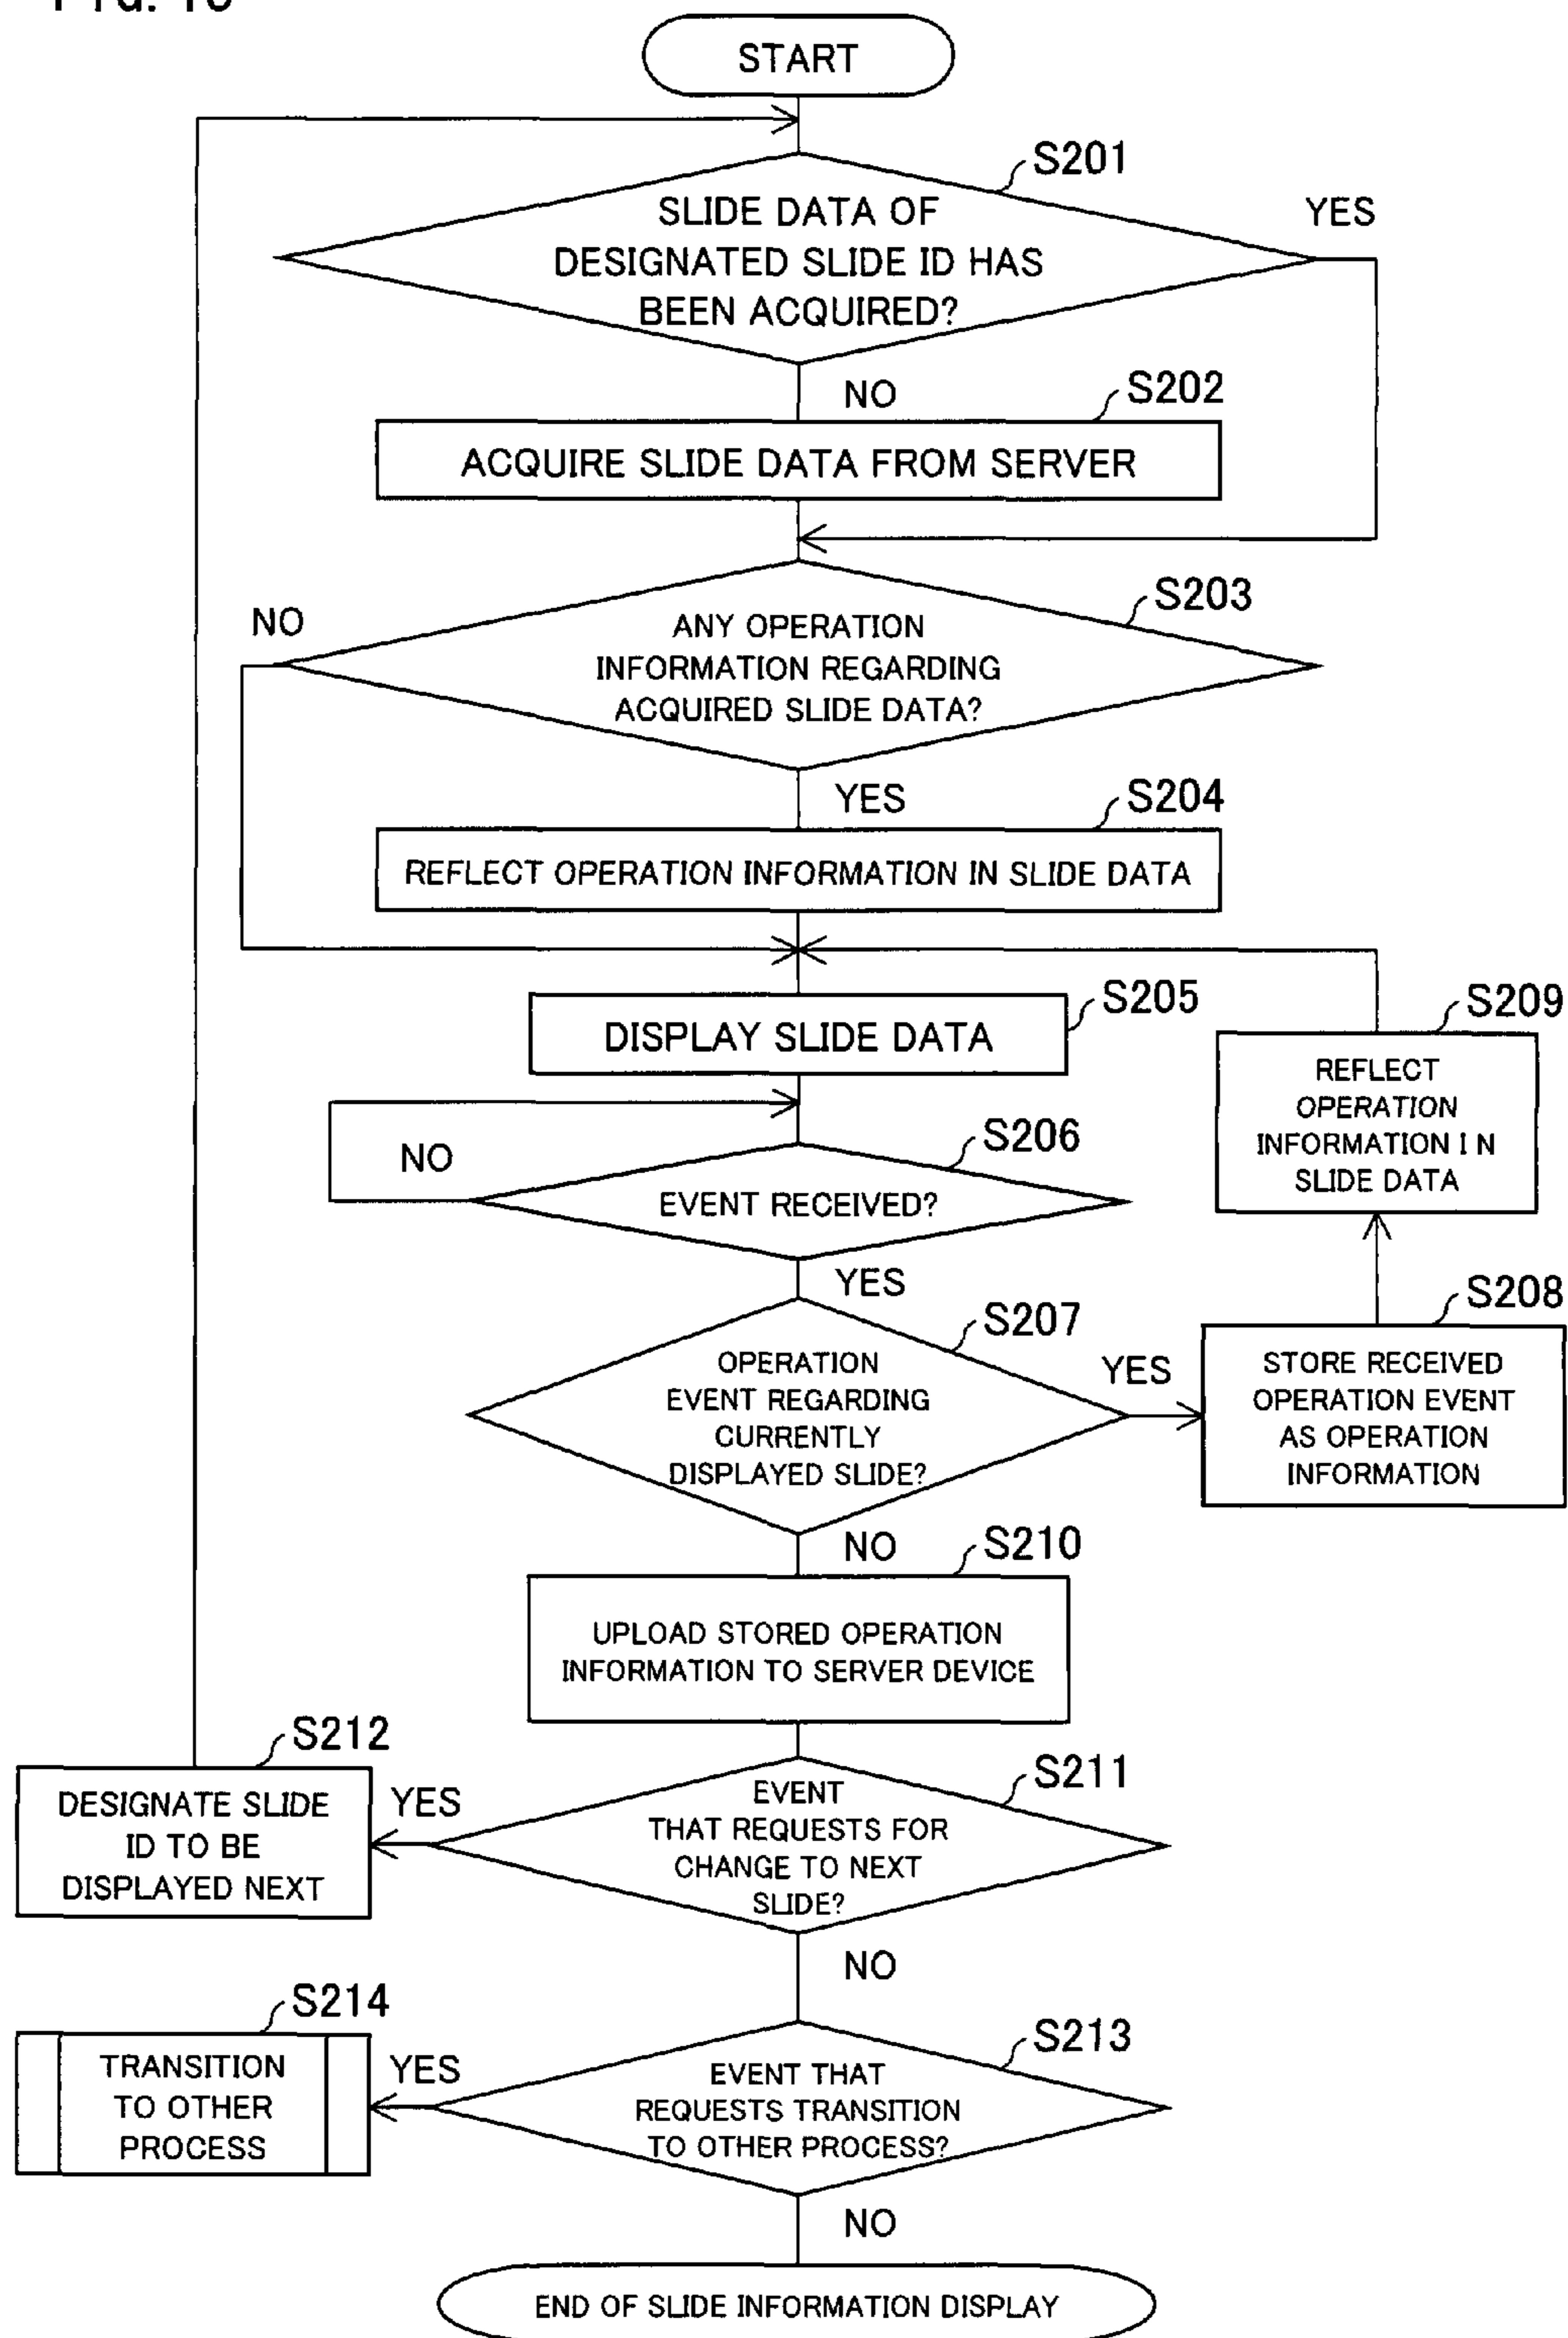 START
S201
SLIDE DATA OF
DESIGNATED SLIDE ID HAS
BEEN ACQUIRED?
YES
NO
S202
ACQUIRE SLIDE DATA FROM SERVER
S203
NO
ANY OPERATION
INFORMATION REGARDING
ACQUIRED SLIDE DATA?
YES
S204
REFLECT OPERATION INFORMATION IN SLIDE DATA
S205
DISPLAY SLIDE DATA
S209
REFLECT
OPERATION
INFORMATION I N
SLIDE DATA
S206
NO
EVENT RECEIVED?
YES
S207
OPERATION
EVENT REGARDING
CURRENTLY
DISPLAYED SLIDE?
YES
S208
STORE RECEIVED
OPERATION EVENT
AS OPERATION
INFORMATION
NO
S210
UPLOAD STORED OPERATION
INFORMATION TO SERVER DEVICE
S212
DESIGNATE SLIDE
ID TO BE
DISPLAYED NEXT
YES
S211
EVENT
THAT REQUESTS FOR
CHANGE TO NEXT
SLIDE?
NO
S214
TRANSITION
TO OTHER
PROCESS
YES
S213
EVENT THAT
REQUESTS TRANSITION
TO OTHER PROCESS?
NO
END OF SLIDE INFORMATION DISPLAY